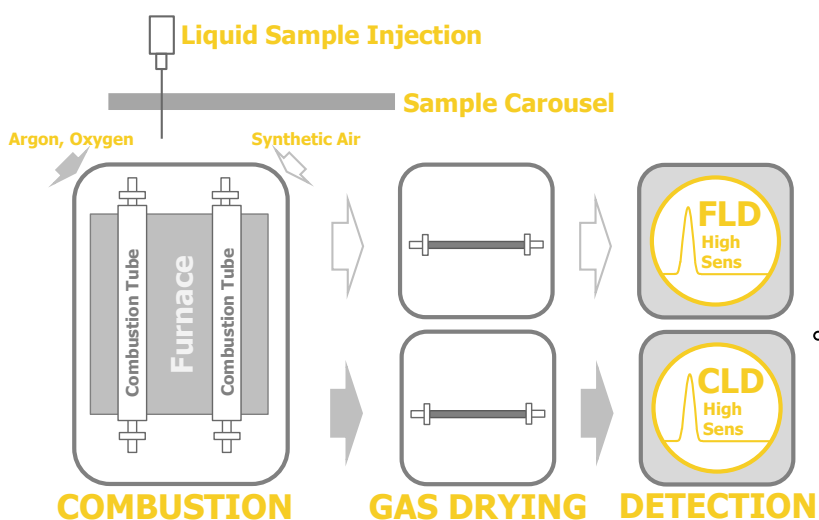 Liquid Sample Injection
Sample Carousel
Argon, Oxygen
Synthetic Air
Combustion Tube
Furnace
Combustion Tube
FLD
High
Sens
CLD
High
Sens
COMBUSTION
GAS DRYING
DETECTION